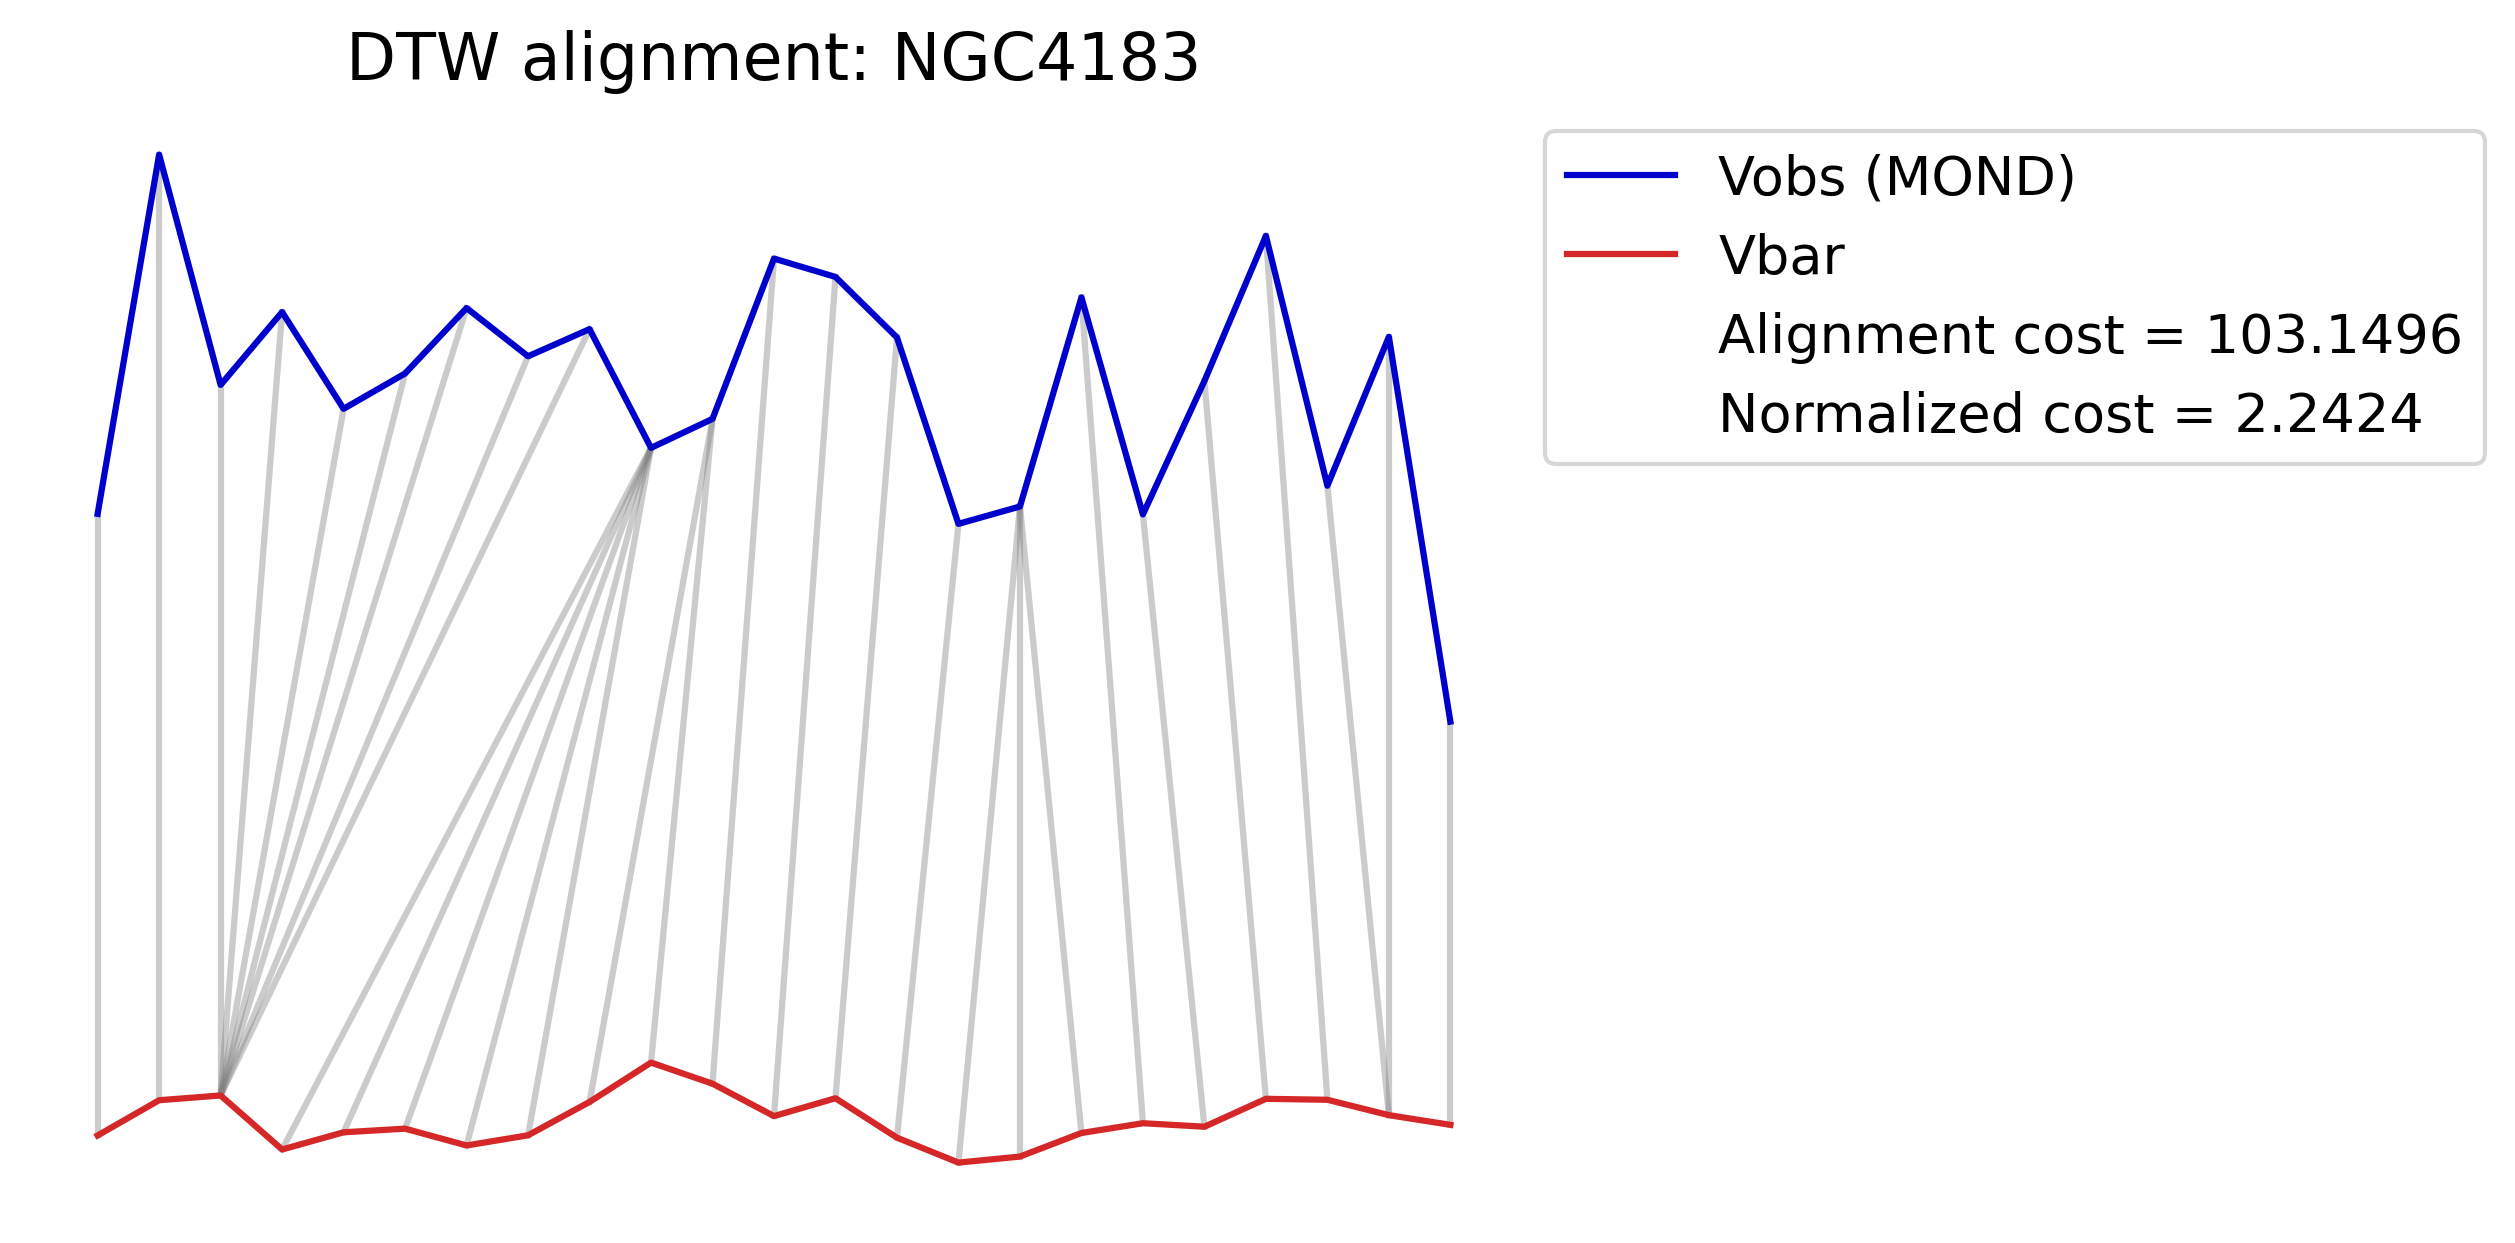 DTW alignment: NGC4183
Vobs (MOND)
Vbar
Alignment cost = 103.1496
Normalized cost = 2.2424